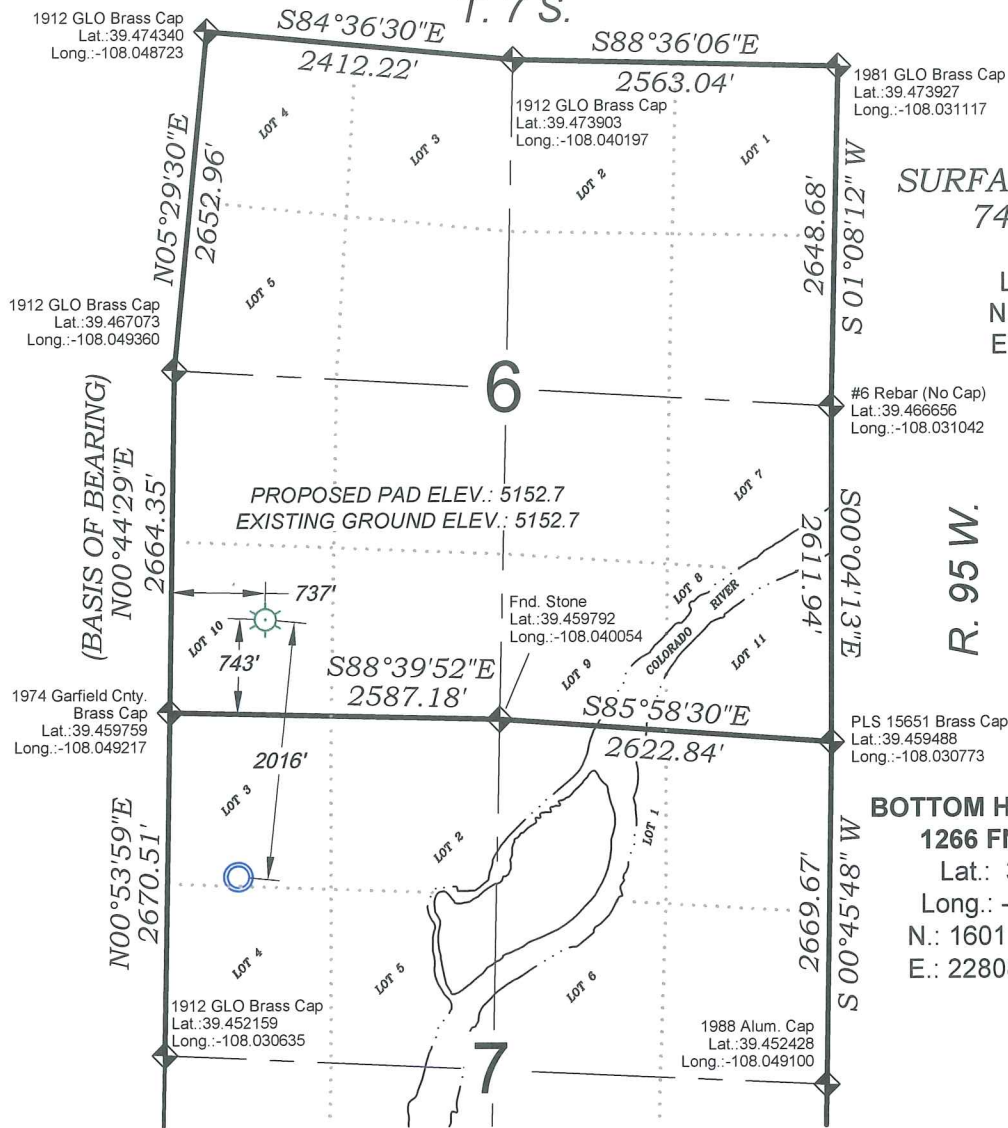 T. 7 S.
1912 GLO Brass Cap
Lat.:39.474340
Long.:-108.048723
S84°36'30"E
2412.22'
S88°36'06"E
2563.04'
1912 GLO Brass Cap
Lat.:39.473903
Long.:-108.040197
1981 GLO Brass Cap
Lat.:39.473927
Long.:-108.031117
LOT 4
LOT 3
LOT 2
LOT 1
N05°29'30"E
2652.96'
2648.68'
S 01°08'12" W
SURFA
74
L
N
E
LOT 5
1912 GLO Brass Cap
Lat.:39.467073
Long.:-108.049360
6
#6 Rebar (No Cap)
Lat.:39.466656
Long.:-108.031042
(BASIS OF BEARING)
N00°44'29"E
2664.35'
PROPOSED PAD ELEV.: 5152.7
EXISTING GROUND ELEV.: 5152.7
LOT 7
2611.94'
S00°04'13"E
R. 95 W.
737'
LOT 8
COLORADO RIVER
LOT 10
743'
Fnd. Stone
Lat.:39.459792
Long.:-108.040054
LOT 9
LOT 11
S88°39'52"E
2587.18'
S85°58'30"E
2622.84'
1974 Garfield Cnty.
Brass Cap
Lat.:39.459759
Long.:-108.049217
PLS 15651 Brass Cap
Lat.:39.459488
Long.:-108.030773
2016'
LOT 3
LOT 2
LOT 1
N00°53'59"E
2670.51'
2669.67'
S 00°45'48" W
BOTTOM H
1266 F
Lat.:
Long.: -
N.: 1601
E.: 2280
LOT 4
LOT 5
LOT 6
1912 GLO Brass Cap
Lat.:39.452159
Long.:-108.030635
7
1988 Alum. Cap
Lat.:39.452428
Long.:-108.049100